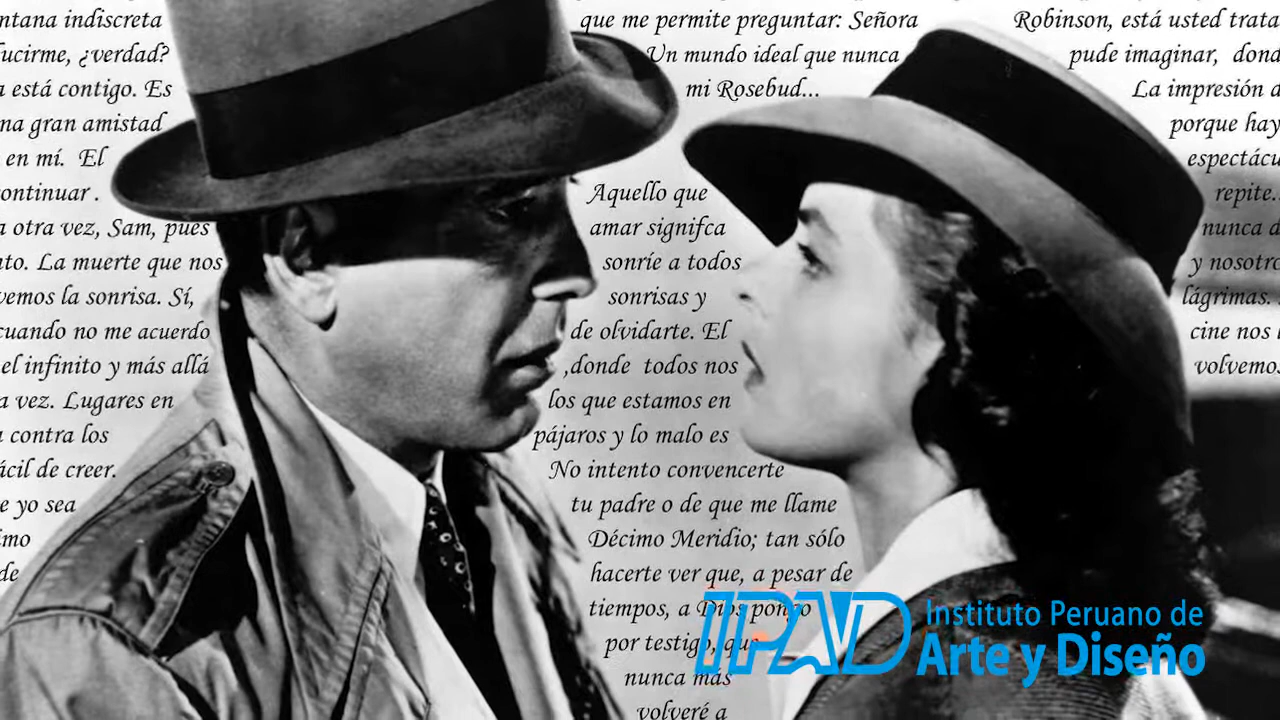 ntana indiscreta
ucirme, ¿verdad?
a está contigo. Es
na gran amistad
en mí. El
ontinuar .
a otra vez, Sam, pues
nto. La muerte que nos
vemos la sonrisa. Sí,
cuando no me acuerdo
el infinito y más allá
a vez. Lugares en
a contra los
ácil de creer.
e yo sea
imo
de
que me permite preguntar: Señora
Un mundo ideal que nunca
mi Rosebud...
Aquello que
amar signifca
sonríe a todos
sonrisas y
de olvidarte. El
,donde todos nos
los que estamos en
pájaros y lo malo es
No intento convencerte
tu padre o de que me llame
Décimo Meridio; tan sólo
hacerte ver que, a pesar de
tiempos, a Dios pongo
por testigo, que
nunca más
volveré a
Robinson, está usted trata
pude imaginar, dond
La impresión d
porque hay
espectácu
repite.
nunca d
y nosotro
lágrimas.
cine nos l
volvemos
IPAD
Instituto Peruano de
Arte y Diseño